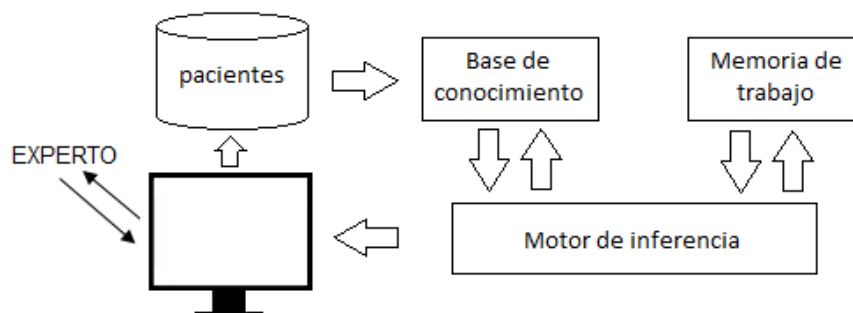 pacientes
Base de
conocimiento
Memoria de
trabajo
EXPERTO
Motor de inferencia